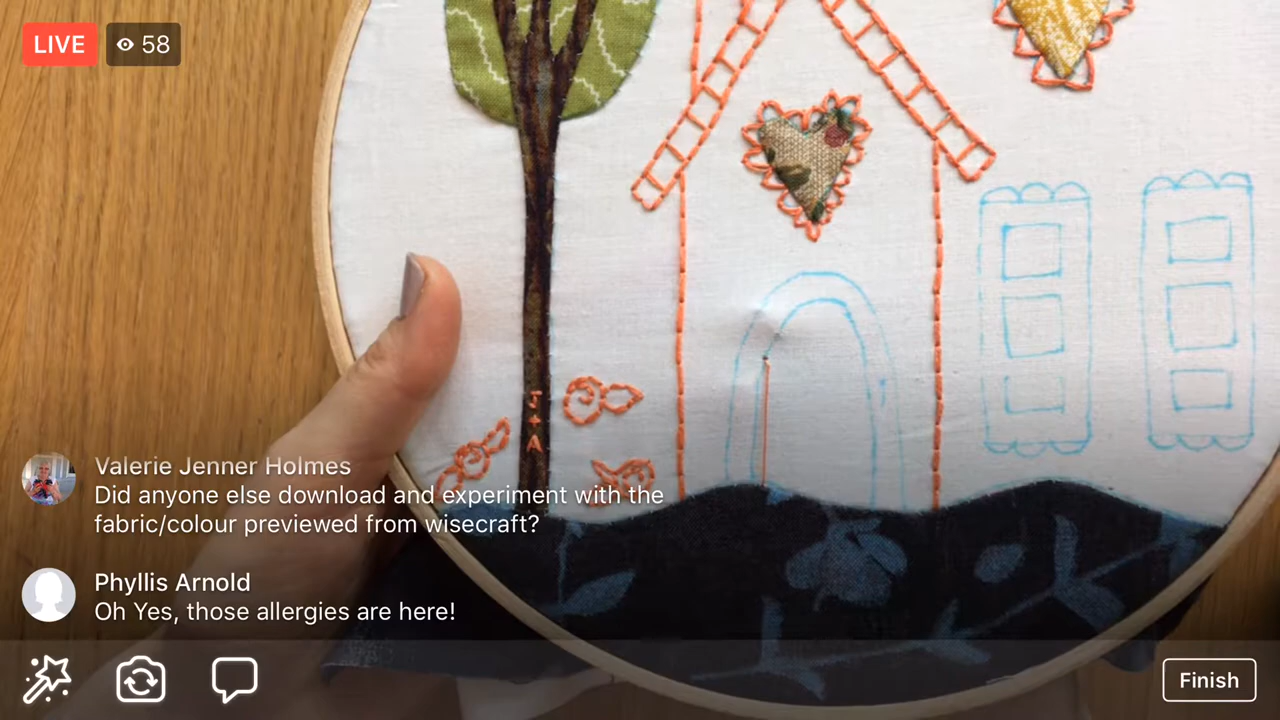 LIVE
58
J
+
A
Valerie Jenner Holmes
Did anyone else download and experiment with the
fabric/colour previewed from wisecraft?
Phyllis Arnold
Oh Yes, those allergies are here!
Finish